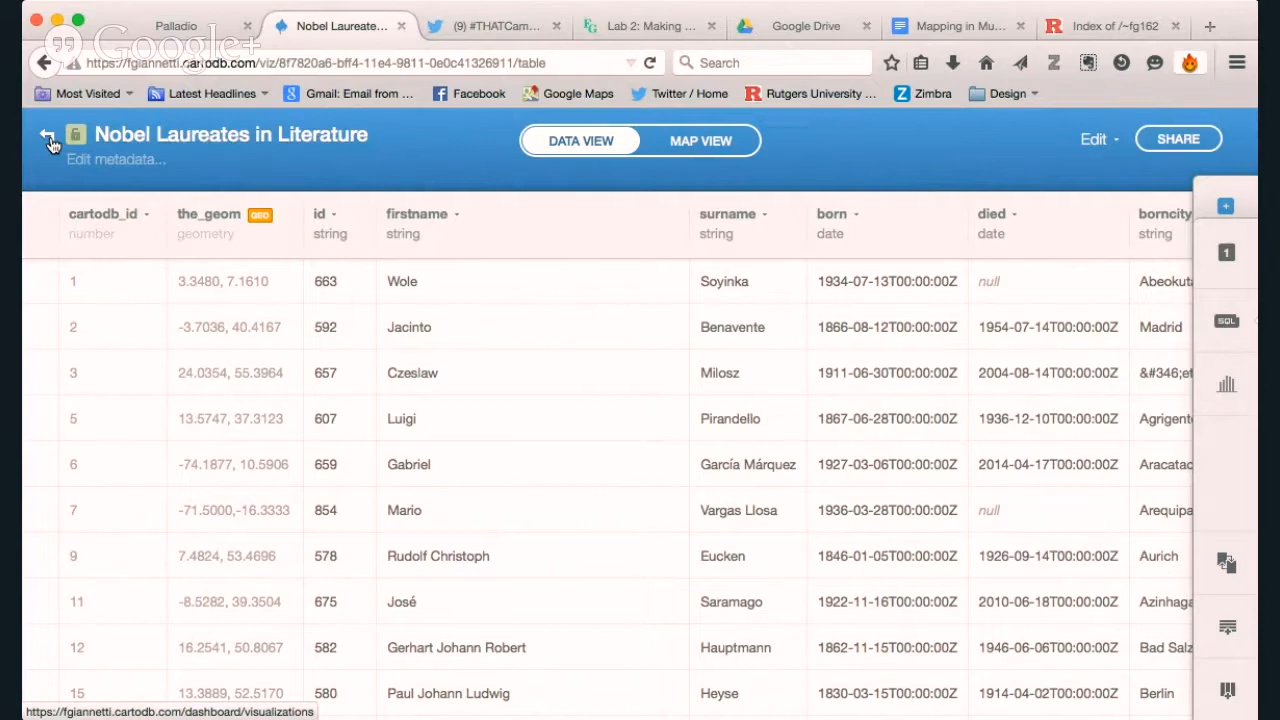 Palladio
Nobel Laureate...
(9) #THATCam...
Lab 2: Making ...
Google Drive
Mapping in Mu...
Index of /~fg162
Google+
https://fgiannetti.cartodb.com/viz/8f7820a6-bff4-11e4-9811-0e0c41326911/table
Search
Most Visited
Latest Headlines
Gmail: Email from ...
Facebook
Google Maps
Twitter / Home
Rutgers University ...
Zimbra
Design
Nobel Laureates in Literature
Edit metadata...
DATA VIEW
MAP VIEW
Edit
SHARE
cartodb_id the_geom GEO id firstname surname born died borncity
number geometry string string string date date string
1 3.3480, 7.1610 663 Wole Soyinka 1934-07-13T00:00:00Z null Abeokuta
2 -3.7036, 40.4167 592 Jacinto Benavente 1866-08-12T00:00:00Z 1954-07-14T00:00:00Z Madrid
3 24.0354, 55.3964 657 Czeslaw Milosz 1911-06-30T00:00:00Z 2004-08-14T00:00:00Z &#346;et
5 13.5747, 37.3123 607 Luigi Pirandello 1867-06-28T00:00:00Z 1936-12-10T00:00:00Z Agrigent
6 -74.1877, 10.5906 659 Gabriel García Márquez 1927-03-06T00:00:00Z 2014-04-17T00:00:00Z Aracatac
7 -71.5000,-16.3333 854 Mario Vargas Llosa 1936-03-28T00:00:00Z null Arequipa
9 7.4824, 53.4696 578 Rudolf Christoph Eucken 1846-01-05T00:00:00Z 1926-09-14T00:00:00Z Aurich
11 -8.5282, 39.3504 675 José Saramago 1922-11-16T00:00:00Z 2010-06-18T00:00:00Z Azinhaga
12 16.2541, 50.8067 582 Gerhart Johann Robert Hauptmann 1862-11-15T00:00:00Z 1946-06-06T00:00:00Z Bad Salz
15 13.3889, 52.5170 580 Paul Johann Ludwig Heyse 1830-03-15T00:00:00Z 1914-04-02T00:00:00Z Berlin
1
SQL
https://fgiannetti.cartodb.com/dashboard/visualizations